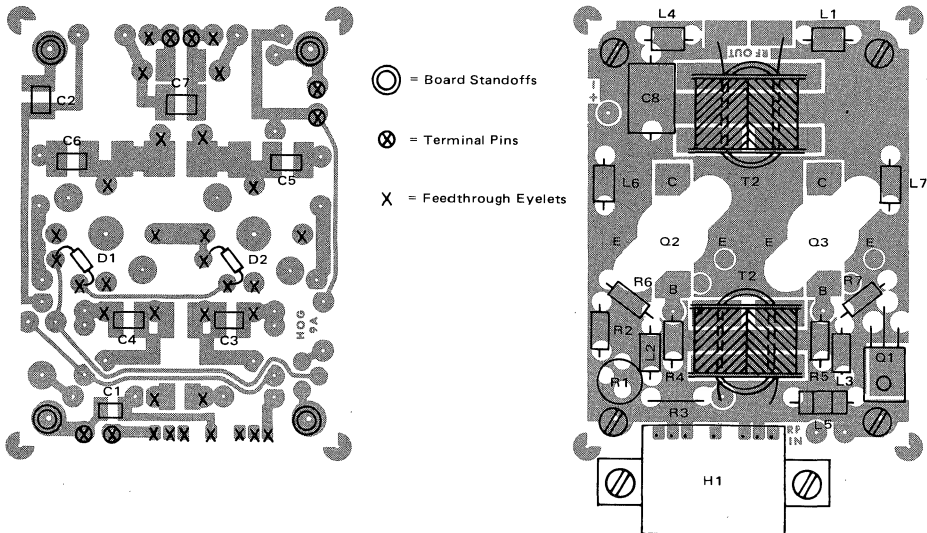 C2
C7
C6
C5
D1
D2
C4
C3
HOG
9A
C1
= Board Standoffs
= Terminal Pins
X = Feedthrough Eyelets
L4
L1
RF OUT
C8
- +
L6
C
T2
C
L7
E
Q2
E
E
Q3
E
T2
R6
B
B
R7
R2
L2
R4
R5
L3
Q1
R1
R3
L5
RF
IN
H1